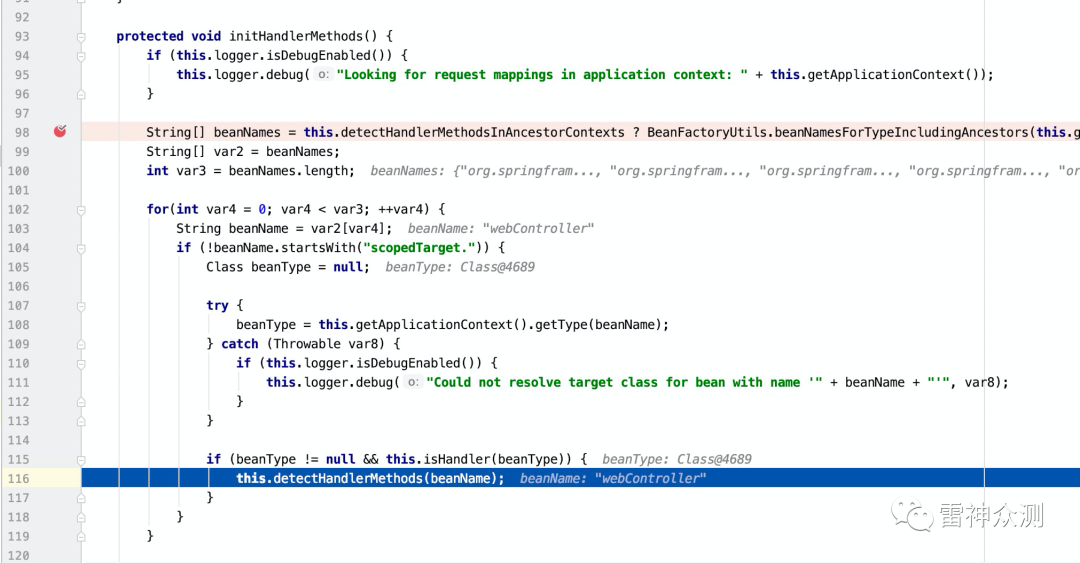 92
93 protected void initHandlerMethods() {
94 if (this.logger.isDebugEnabled()) {
95 this.logger.debug( o: "Looking for request mappings in application context: " + this.getApplicationContext());
96 }
97
98 String[] beanNames = this.detectHandlerMethodsInAncestorContexts ? BeanFactoryUtils.beanNamesForTypeIncludingAncestors(this.g
99 String[] var2 = beanNames;
100 int var3 = beanNames.length; beanNames: {"org.springfram..., "org.springfram..., "org.springfram..., "org.springfram..., "or
101
102 for(int var4 = 0; var4 < var3; ++var4) {
103 String beanName = var2[var4]; beanName: "webController"
104 if (!beanName.startsWith("scopedTarget.")) {
105 Class beanType = null; beanType: Class@4689
106
107 try {
108 beanType = this.getApplicationContext().getType(beanName);
109 } catch (Throwable var8) {
110 if (this.logger.isDebugEnabled()) {
111 this.logger.debug( o: "Could not resolve target class for bean with name '" + beanName + "'", var8);
112 }
113 }
114
115 if (beanType != null && this.isHandler(beanType)) { beanType: Class@4689
116 this.detectHandlerMethods(beanName); beanName: "webController"
117 }
118 }
119 }
120
雷神众测